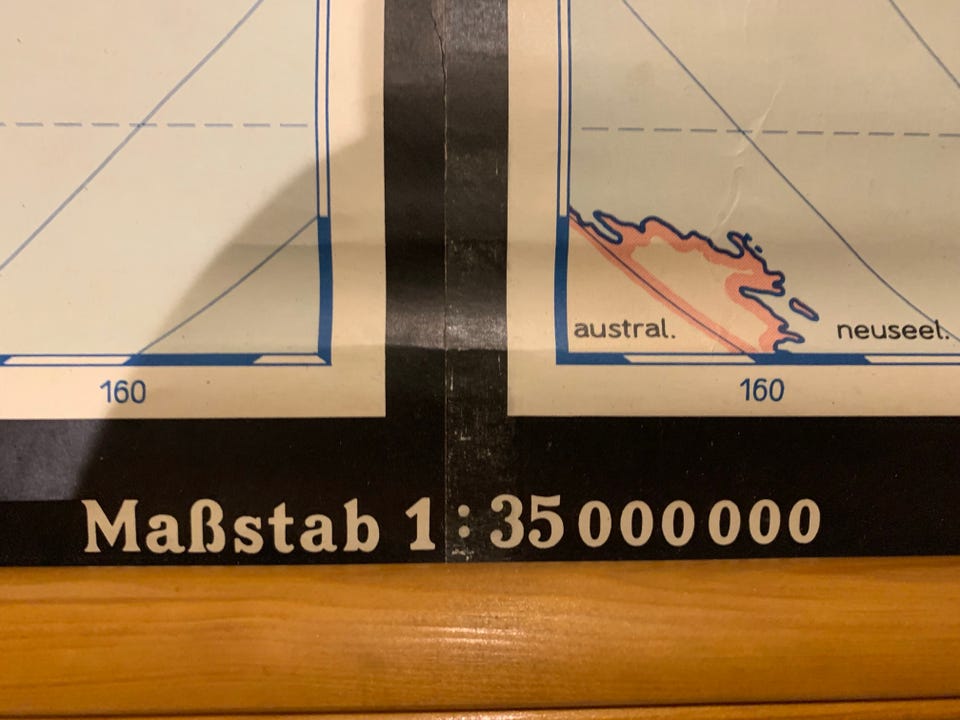 austral. neuseel.
160 160
Maßstab 1 : 35 000 000